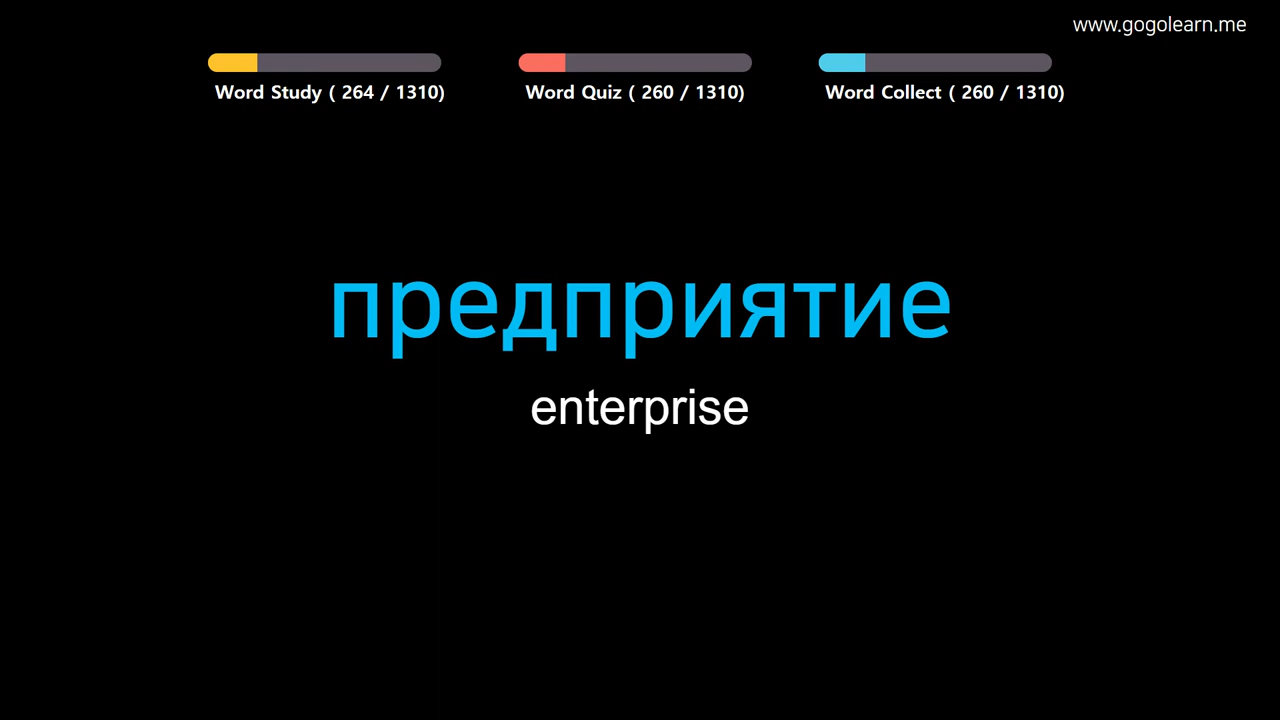 www.gogolearn.me
Word Study ( 264 / 1310)
Word Quiz ( 260 / 1310)
Word Collect ( 260 / 1310)
предприятие
enterprise